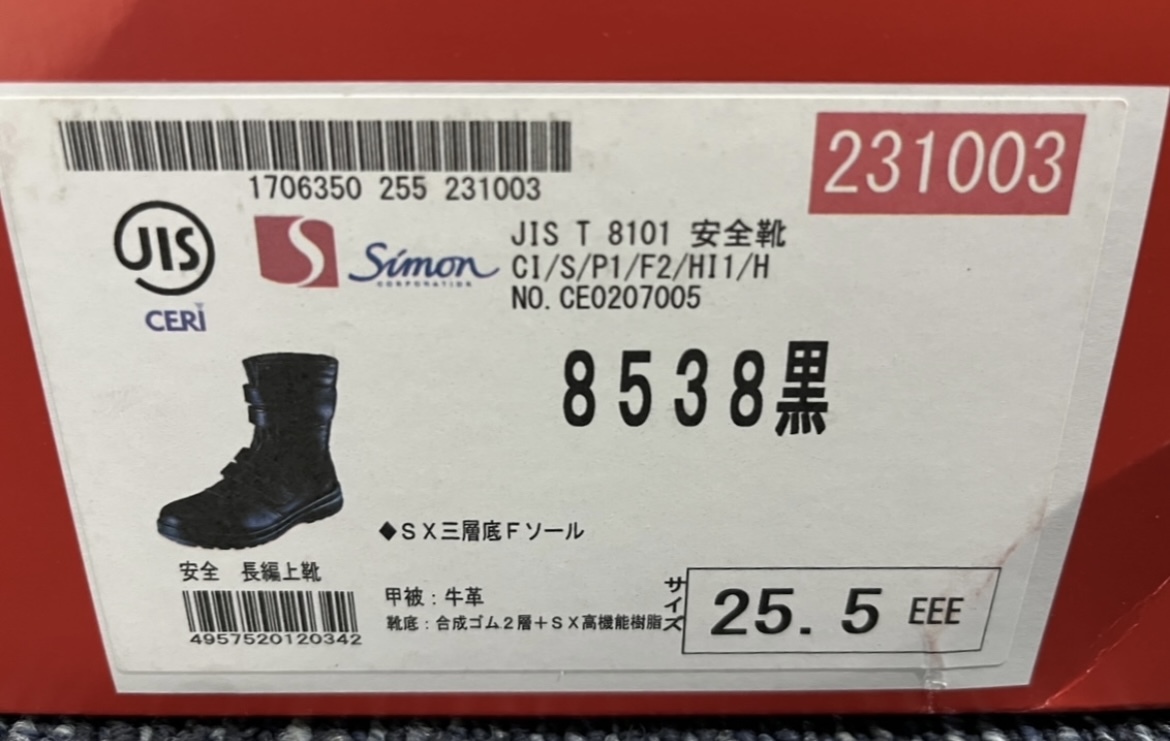 1706350 255 231003
231003
JIS
CERI
Simon
CORPORATION
JIS T 8101 安全靴
CI/S/P1/F2/HI1/H
NO. CE0207005
8538黒
◆SX三層底Fソール
安全 長編上靴
4957520120342
甲被:牛革
靴底:合成ゴム2層+SX高機能樹脂
サイズ
25.5 EEE